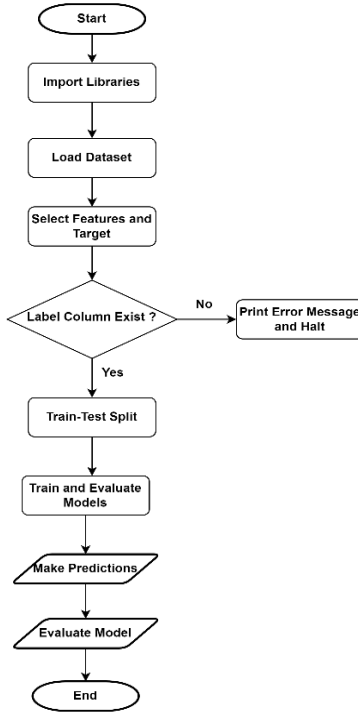 Start
Import Libraries
Load Dataset
Select Features and
Target
Label Column Exist ?
No
Print Error Message
and Halt
Yes
Train-Test Split
Train and Evaluate
Models
Make Predictions
Evaluate Model
End